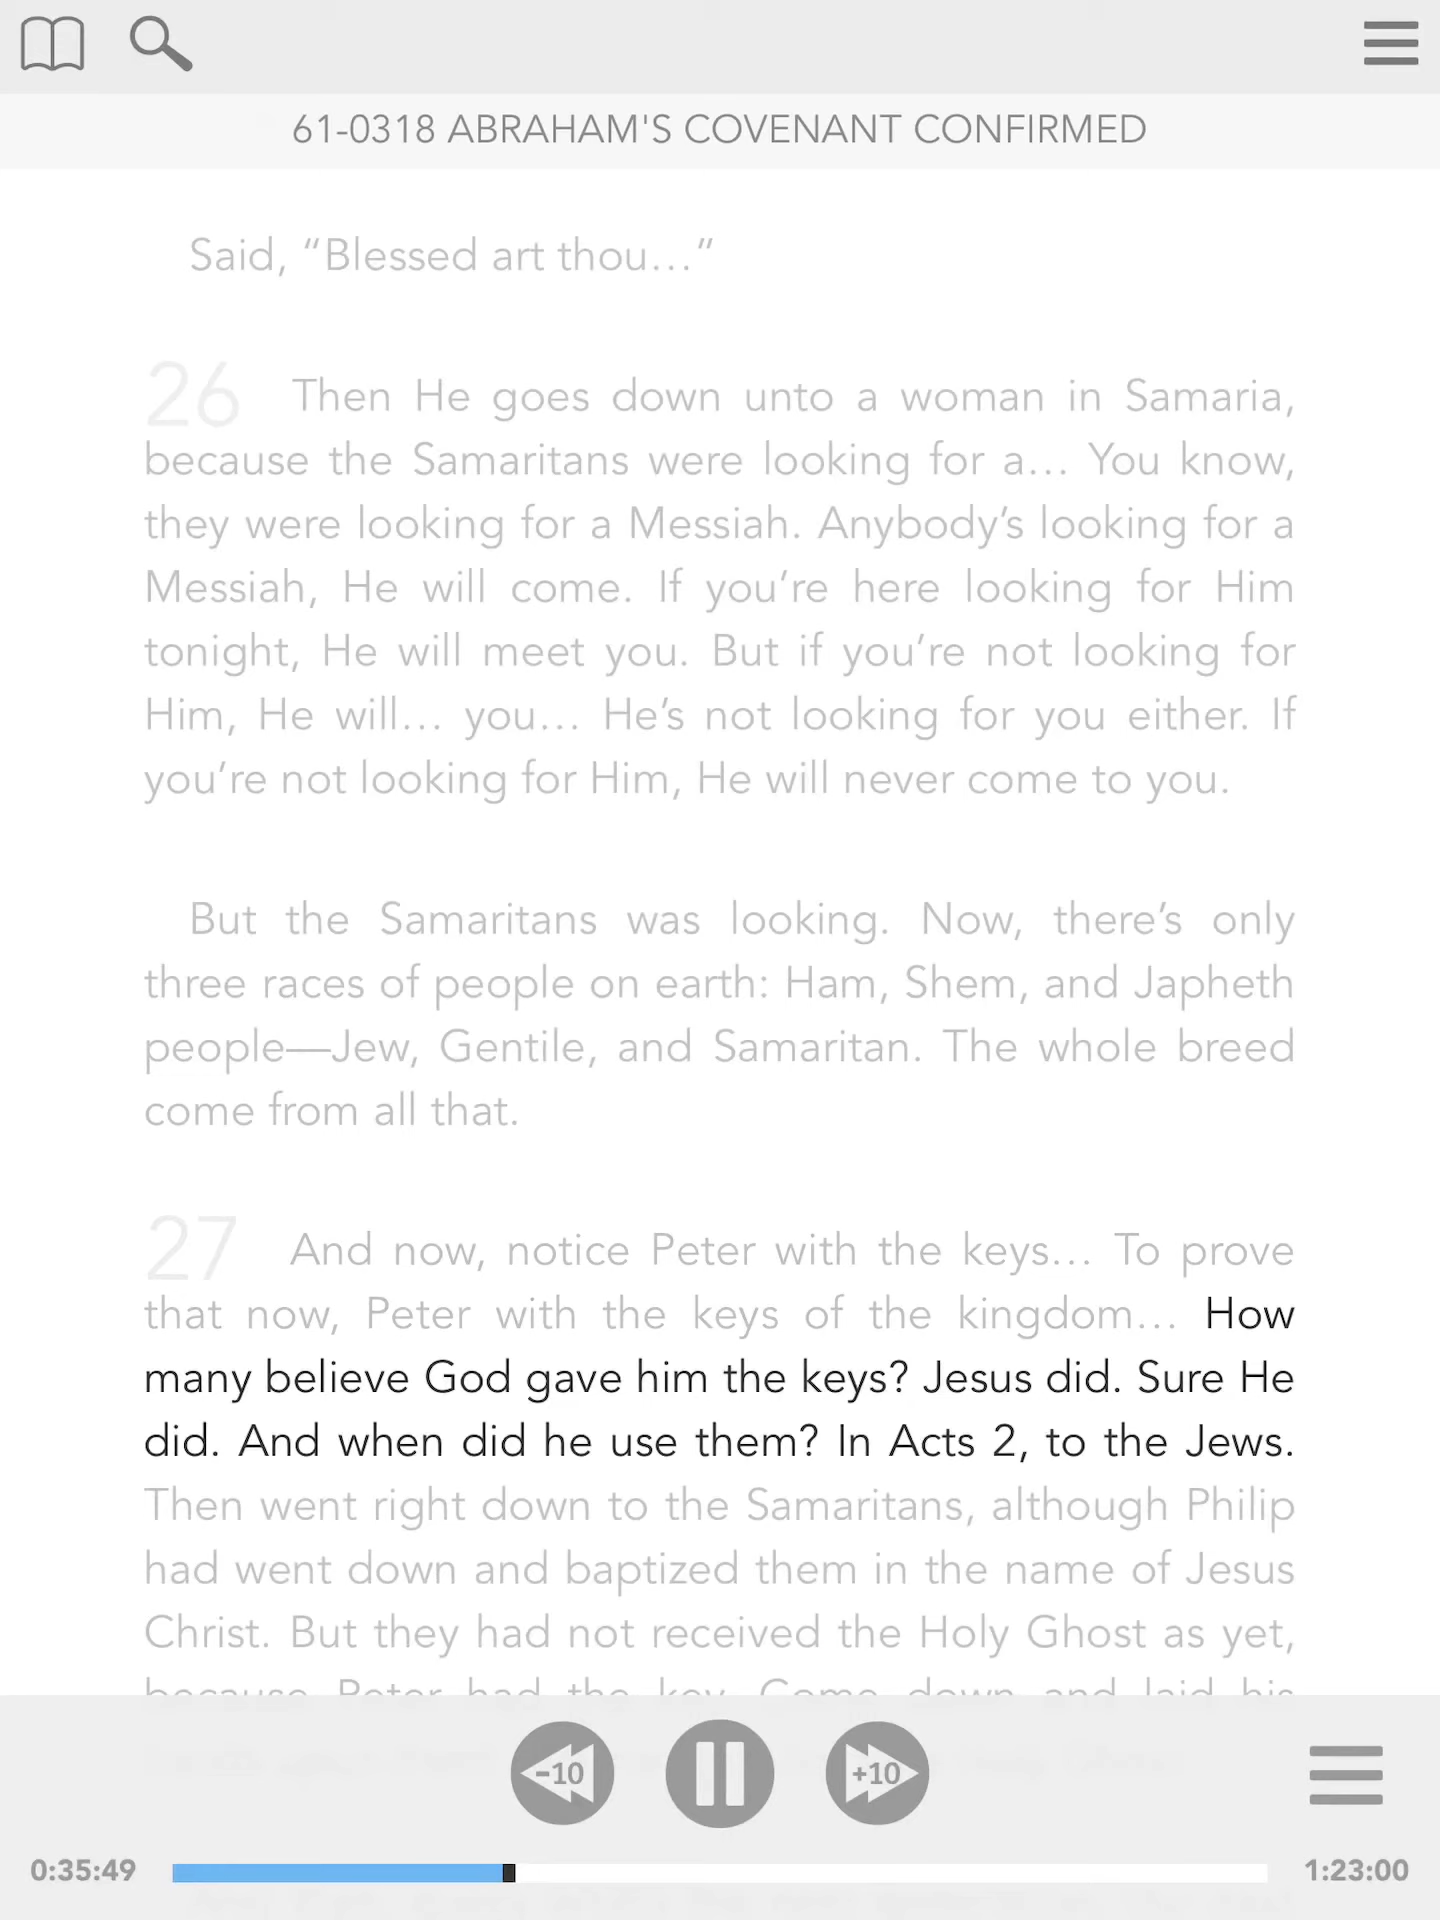 61-0318 ABRAHAM'S COVENANT CONFIRMED
Said, “Blessed art thou…”
26 Then He goes down unto a woman in Samaria,
because the Samaritans were looking for a… You know,
they were looking for a Messiah. Anybody’s looking for a
Messiah, He will come. If you’re here looking for Him
tonight, He will meet you. But if you’re not looking for
Him, He will… you… He’s not looking for you either. If
you’re not looking for Him, He will never come to you.
But the Samaritans was looking. Now, there’s only
three races of people on earth: Ham, Shem, and Japheth
people—Jew, Gentile, and Samaritan. The whole breed
come from all that.
27 And now, notice Peter with the keys… To prove
that now, Peter with the keys of the kingdom… How
many believe God gave him the keys? Jesus did. Sure He
did. And when did he use them? In Acts 2, to the Jews.
Then went right down to the Samaritans, although Philip
had went down and baptized them in the name of Jesus
Christ. But they had not received the Holy Ghost as yet,
because Peter had the key. Come down and laid his
-10 +10
0:35:49 1:23:00